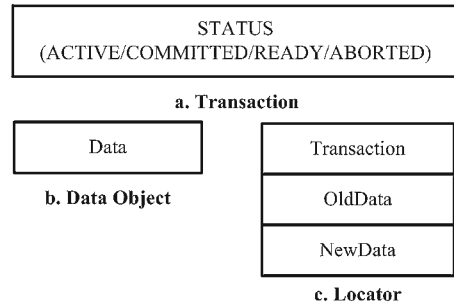 STATUS
(ACTIVE/COMMITTED/READY/ABORTED)
a. Transaction
Data
b. Data Object
Transaction
OldData
NewData
c. Locator